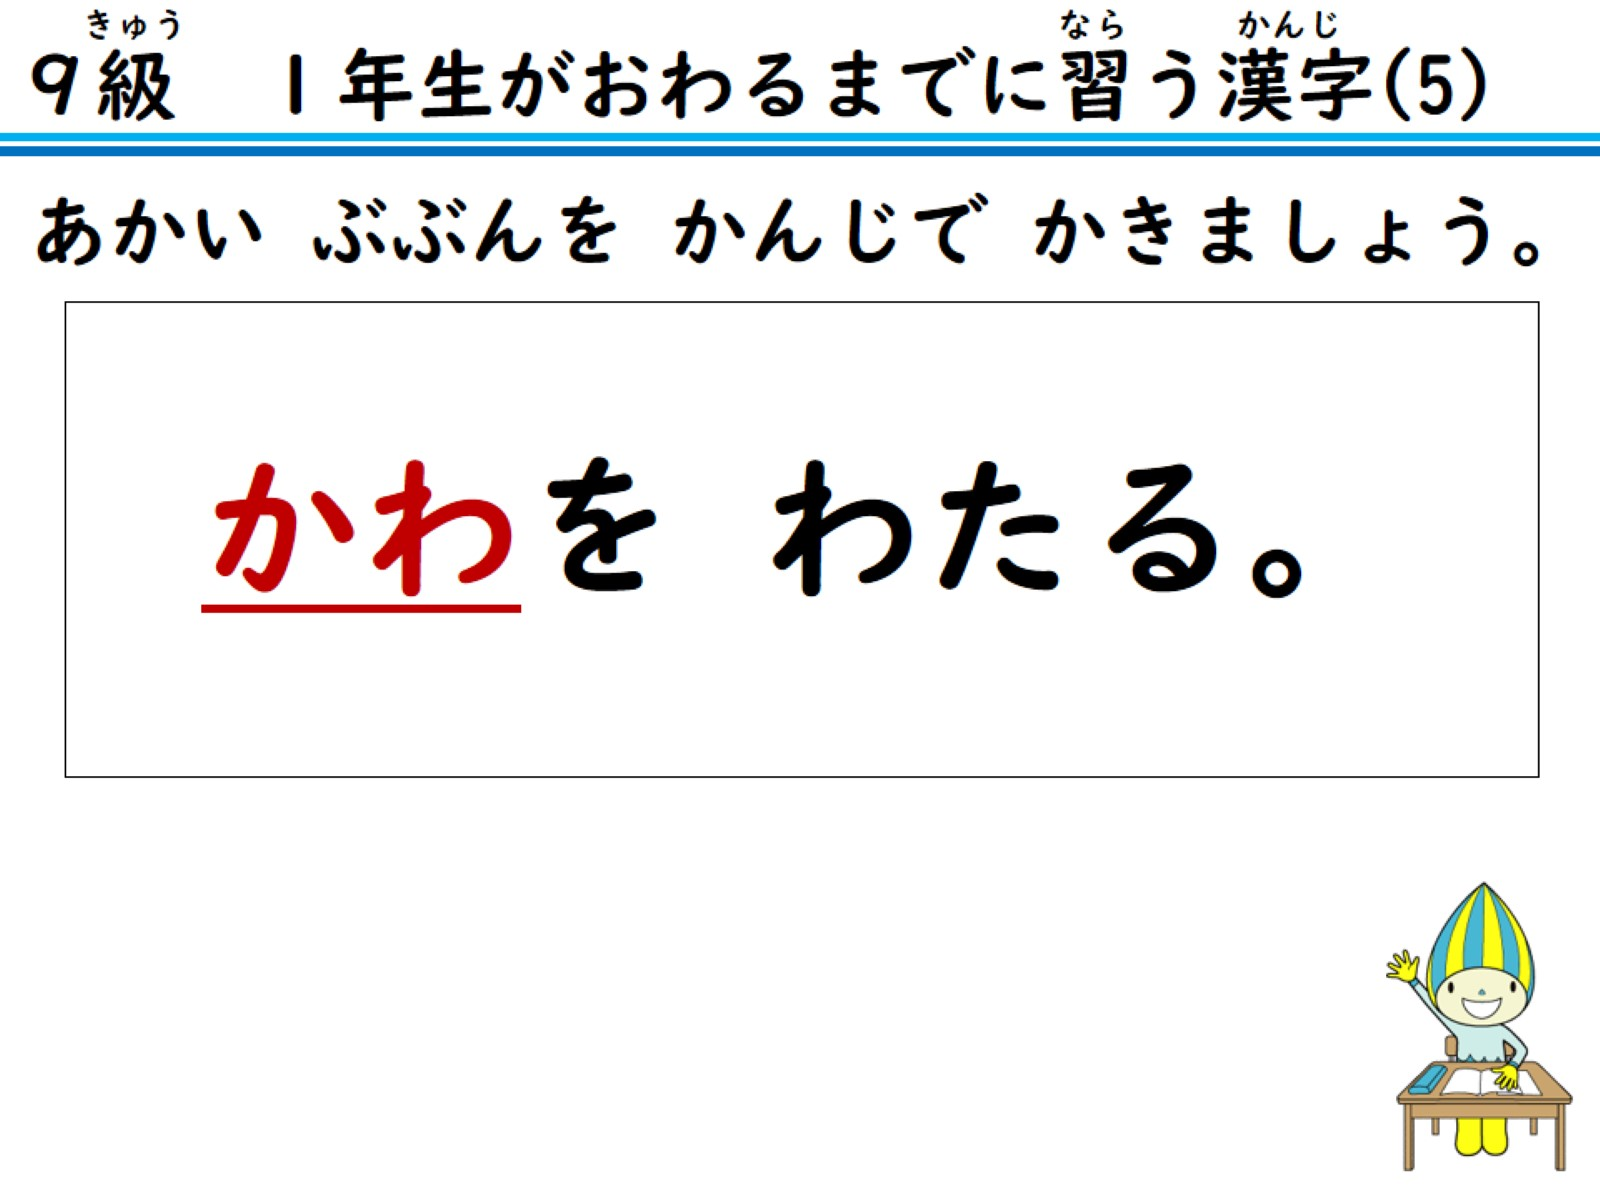 きゅう なら かんじ
9級 1年生がおわるまでに習う漢字(5)
あかい ぶぶんを かんじで かきましょう。
かわを わたる。